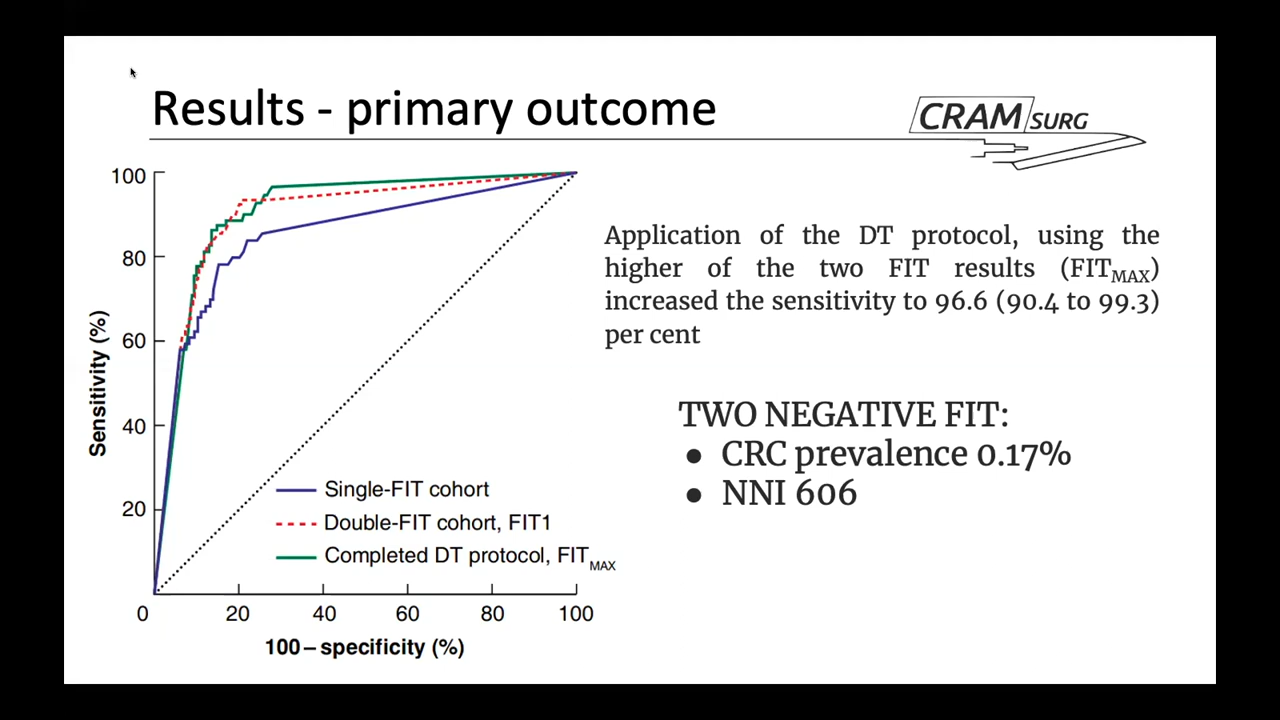 Results - primary outcome
CRAM SURG
100
80
60
40
20
0
20
40
60
80
100
Sensitivity (%)
100 – specificity (%)
Single-FIT cohort
Double-FIT cohort, FIT1
Completed DT protocol, FITMAX
Application of the DT protocol, using the
higher of the two FIT results (FITMAX)
increased the sensitivity to 96.6 (90.4 to 99.3)
per cent
TWO NEGATIVE FIT:
● CRC prevalence 0.17%
● NNI 606